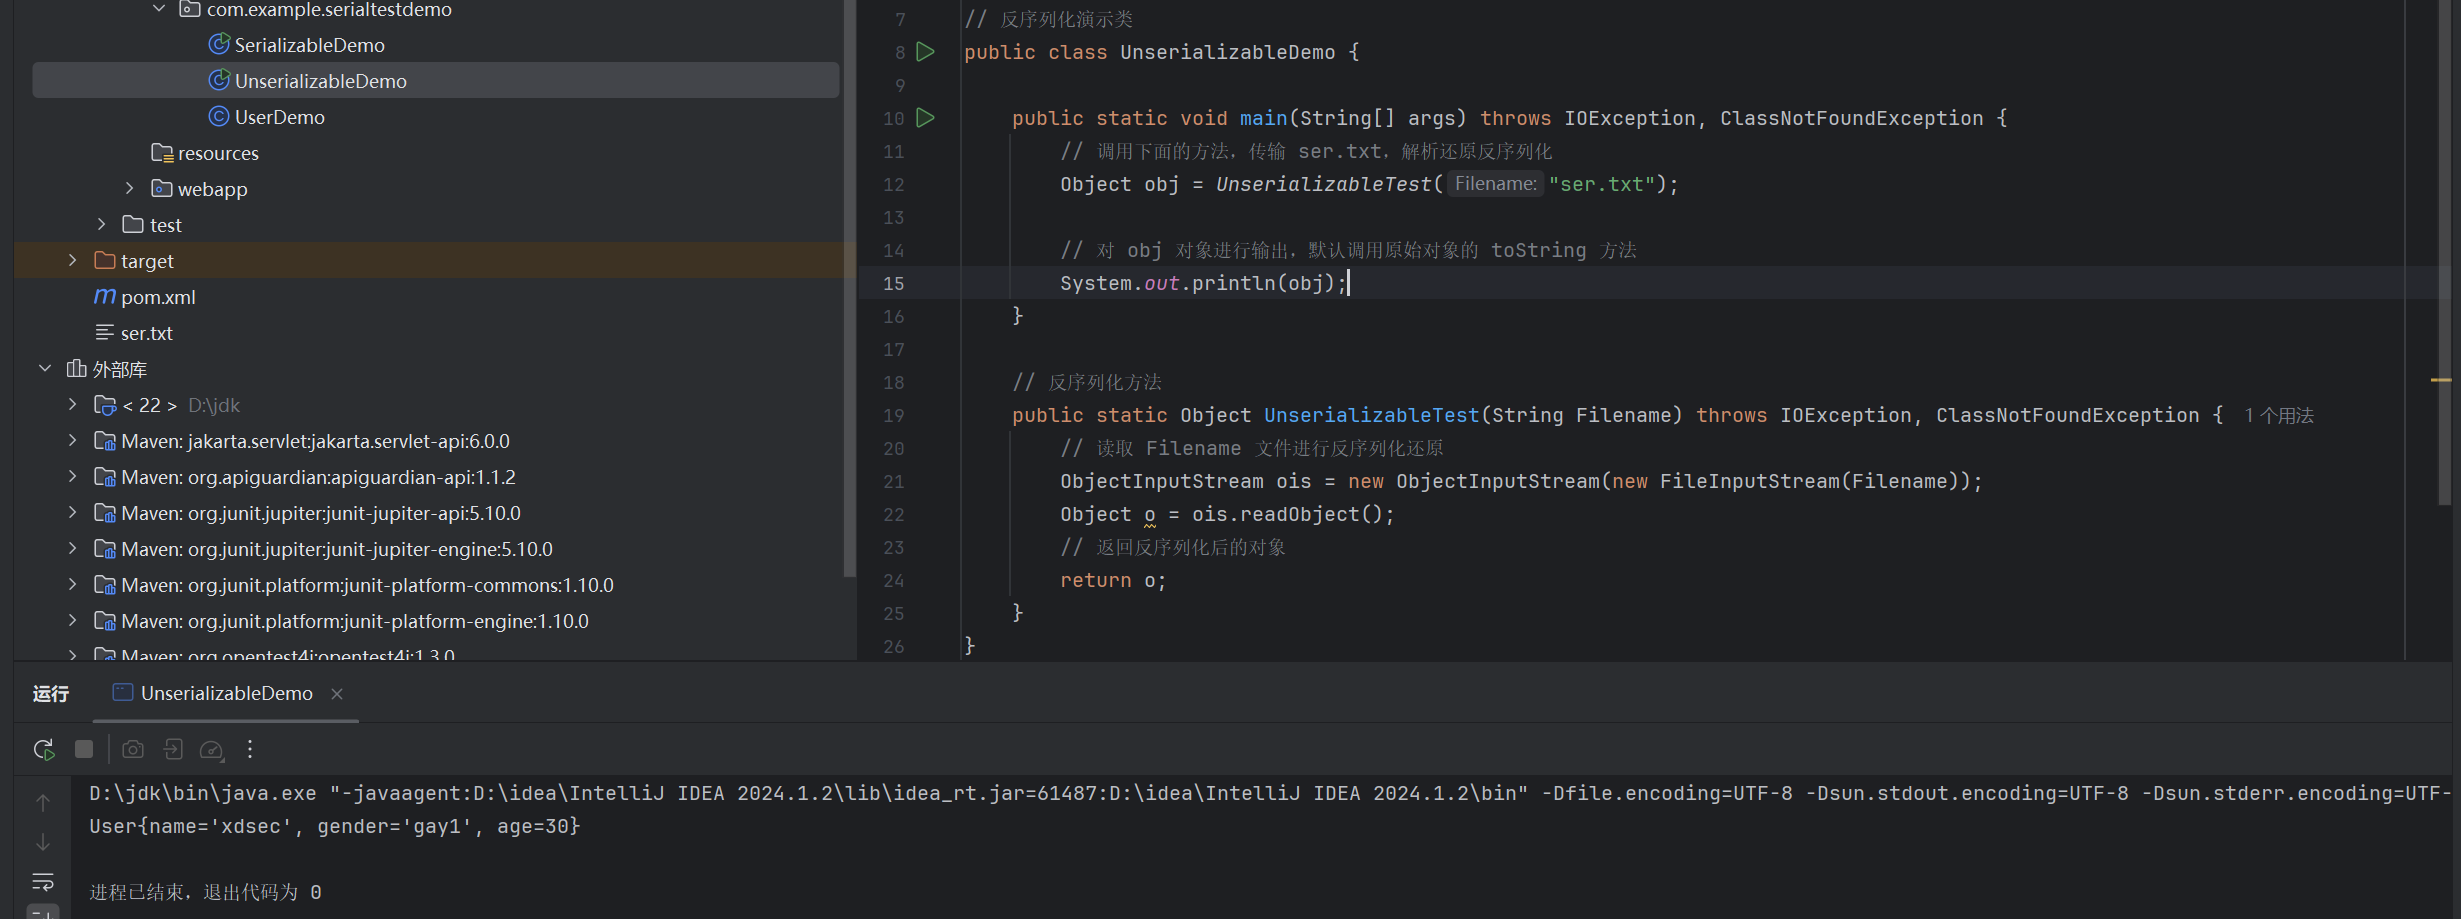 com.example.serialtestdemo
SerializableDemo
UnserializableDemo
UserDemo
resources
webapp
test
target
pom.xml
ser.txt
外部库
< 22 > D:\jdk
Maven: jakarta.servlet:jakarta.servlet-api:6.0.0
Maven: org.apiguardian:apiguardian-api:1.1.2
Maven: org.junit.jupiter:junit-jupiter-api:5.10.0
Maven: org.junit.jupiter:junit-jupiter-engine:5.10.0
Maven: org.junit.platform:junit-platform-commons:1.10.0
Maven: org.junit.platform:junit-platform-engine:1.10.0
Maven: org.opentest4j:opentest4j:1.3.0
7 // 反序列化演示类
8 public class UnserializableDemo {
9
10 public static void main(String[] args) throws IOException, ClassNotFoundException {
11 // 调用下面的方法，传输 ser.txt，解析还原反序列化
12 Object obj = UnserializableTest( Filename: "ser.txt");
13
14 // 对 obj 对象进行输出，默认调用原始对象的 toString 方法
15 System.out.println(obj);
16 }
17
18 // 反序列化方法
19 public static Object UnserializableTest(String Filename) throws IOException, ClassNotFoundException { 1 个用法
20 // 读取 Filename 文件进行反序列化还原
21 ObjectInputStream ois = new ObjectInputStream(new FileInputStream(Filename));
22 Object o = ois.readObject();
23 // 返回反序列化后的对象
24 return o;
25 }
26 }
运行 UnserializableDemo
D:\jdk\bin\java.exe "-javaagent:D:\idea\IntelliJ IDEA 2024.1.2\lib\idea_rt.jar=61487:D:\idea\IntelliJ IDEA 2024.1.2\bin" -Dfile.encoding=UTF-8 -Dsun.stdout.encoding=UTF-8 -Dsun.stderr.encoding=UTF-
User{name='xdsec', gender='gay1', age=30}
进程已结束，退出代码为 0